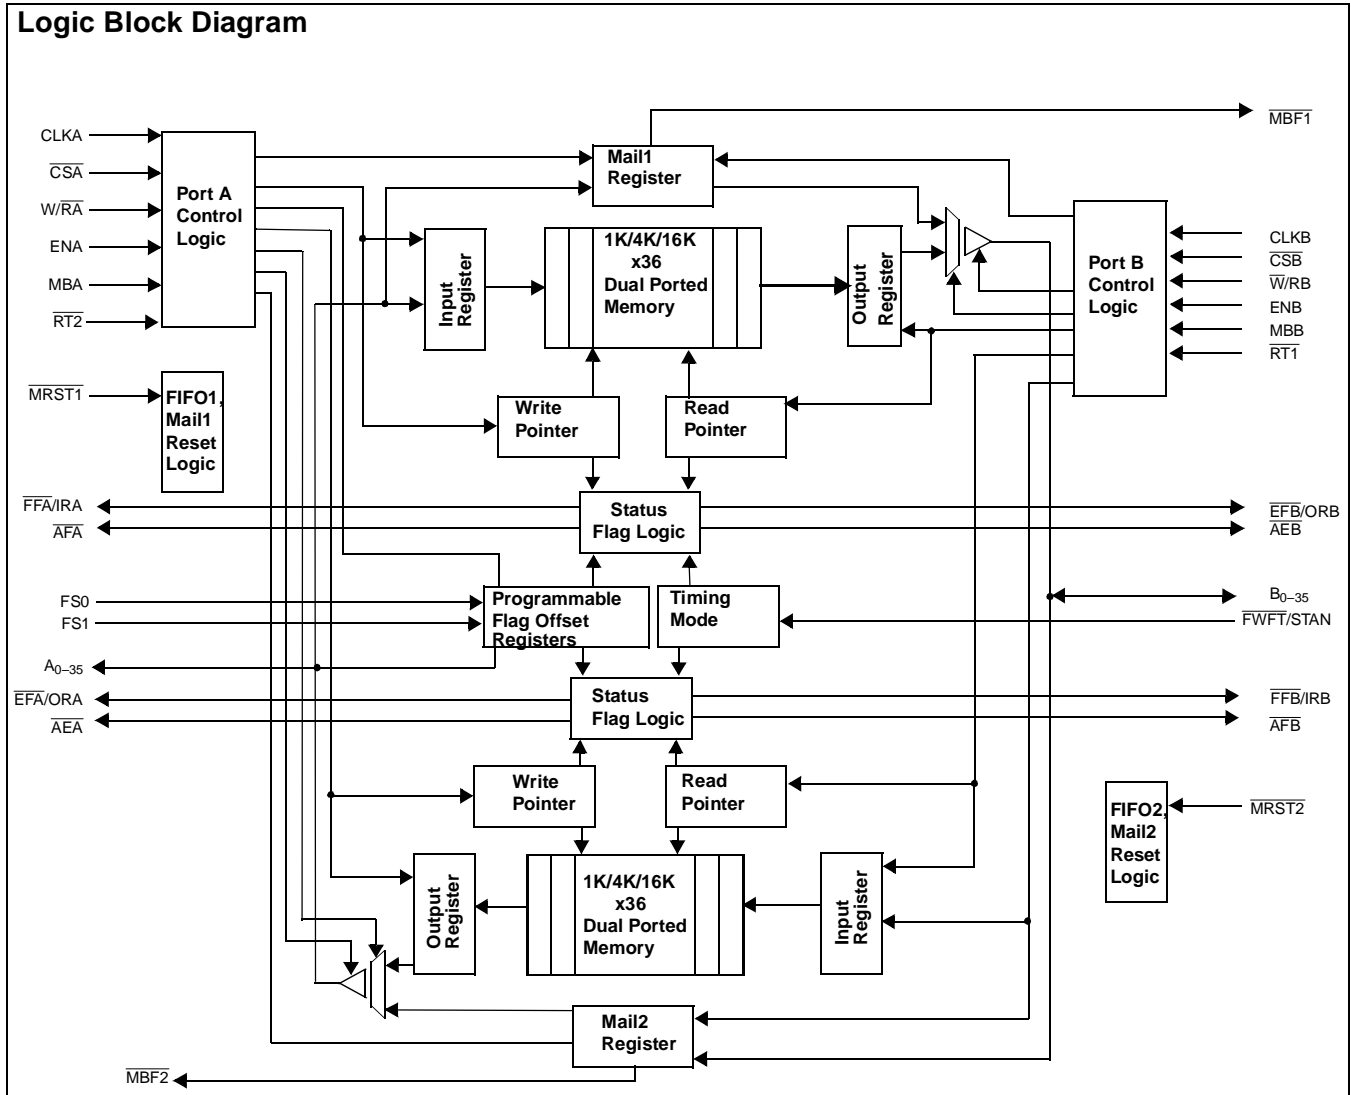 Logic Block Diagram
MBF1
CLKA
CSA
W/RA
ENA
MBA
RT2
Port A
Control
Logic
Mail1
Register
1K/4K/16K
x36
Dual Ported
Memory
Input
Register
Output
Register
Port B
Control
Logic
CLKB
CSB
W/RB
ENB
MBB
RT1
MRST1
FIFO1,
Mail1
Reset
Logic
Write
Pointer
Read
Pointer
FFA/IRA
AFA
Status
Flag Logic
EFB/ORB
AEB
FS0
FS1
Programmable
Flag Offset
Registers
Timing
Mode
B0–35
FWFT/STAN
A0–35
EFA/ORA
AEA
Status
Flag Logic
FFB/IRB
AFB
Write
Pointer
Read
Pointer
FIFO2,
Mail2
Reset
Logic
MRST2
Output
Register
1K/4K/16K
x36
Dual Ported
Memory
Input
Register
Mail2
Register
MBF2